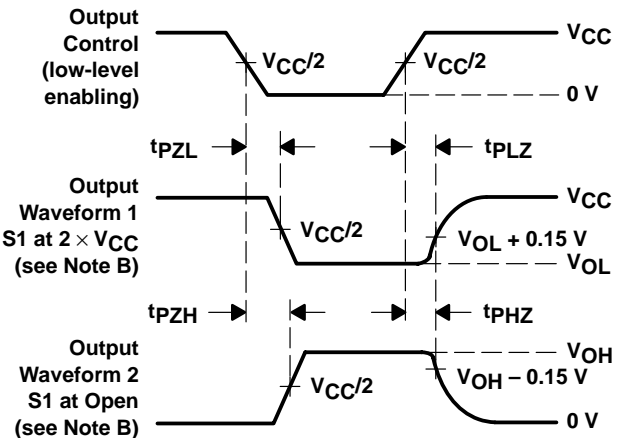 Output
Control
(low-level
enabling)
VCC/2
VCC/2
VCC
0 V
tPZL
tPLZ
Output
Waveform 1
S1 at 2 × VCC
(see Note B)
VCC/2
VCC
VOL + 0.15 V
VOL
tPZH
tPHZ
Output
Waveform 2
S1 at Open
(see Note B)
VCC/2
VOH
VOH – 0.15 V
0 V